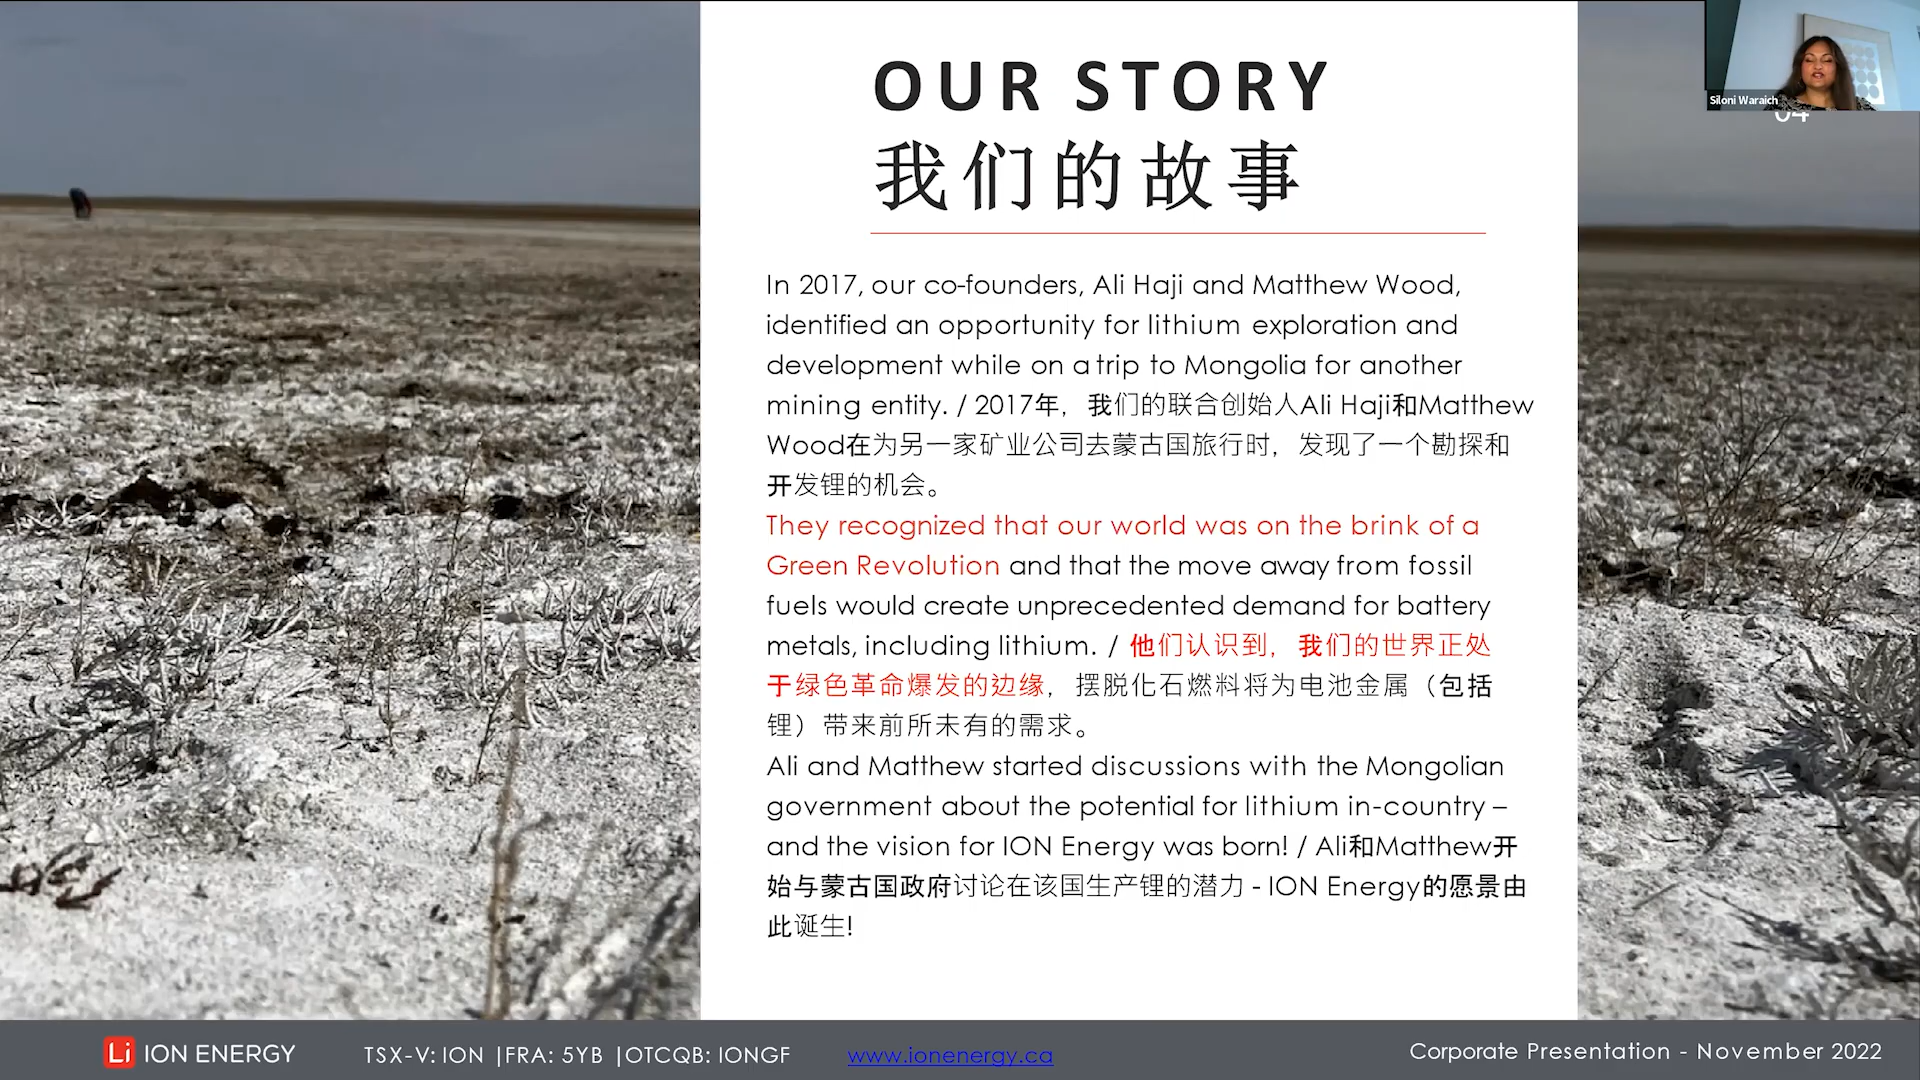 OUR STORY
我们的故事
Siloni Waraich
04
In 2017, our co-founders, Ali Haji and Matthew Wood,
identified an opportunity for lithium exploration and
development while on a trip to Mongolia for another
mining entity. / 2017年，我们的联合创始人Ali Haji和Matthew
Wood在为另一家矿业公司去蒙古国旅行时，发现了一个勘探和
开发锂的机会。
They recognized that our world was on the brink of a
Green Revolution and that the move away from fossil
fuels would create unprecedented demand for battery
metals, including lithium. / 他们认识到，我们的世界正处
于绿色革命爆发的边缘，摆脱化石燃料将为电池金属（包括
锂）带来前所未有的需求。
Ali and Matthew started discussions with the Mongolian
government about the potential for lithium in-country –
and the vision for ION Energy was born! / Ali和Matthew开
始与蒙古国政府讨论在该国生产锂的潜力 - ION Energy的愿景由
此诞生!
Li ION ENERGY
TSX-V: ION |FRA: 5YB |OTCQB: IONGF
www.ionenergy.ca
Corporate Presentation - November 2022